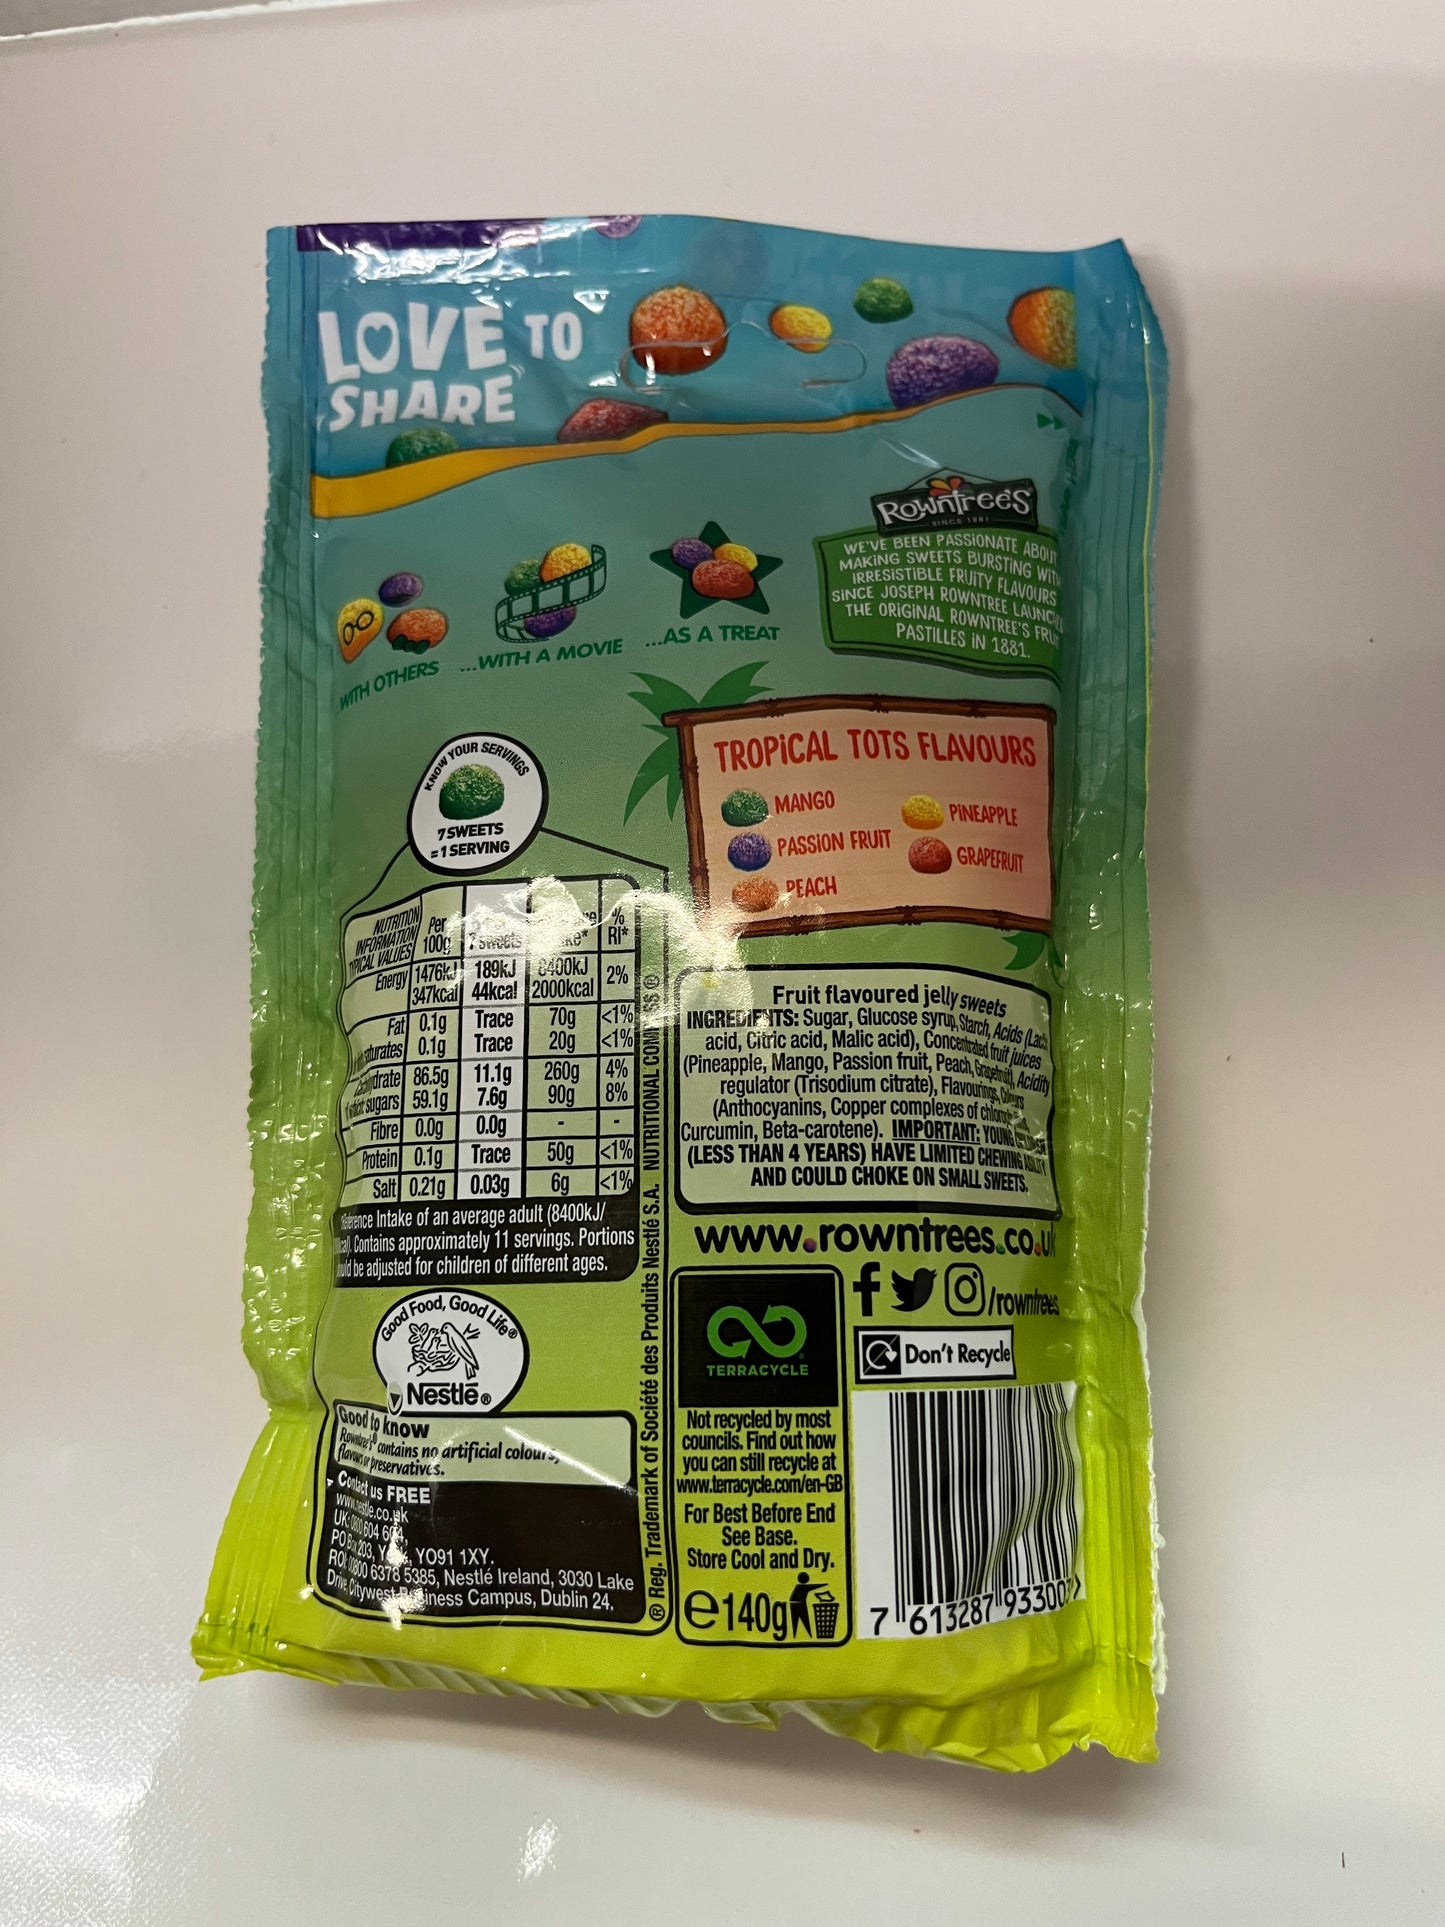 LOVE TO
SHARE
Rowntree's
SINCE 1881
WE'VE BEEN PASSIONATE ABOUT
MAKING SWEETS BURSTING WITH
IRRESISTIBLE FRUITY FLAVOURS
SINCE JOSEPH ROWNTREE
THE ORIGINAL ROWNTREE'S
PASTILLES IN 1881.
WITH OTHERS
...WITH A MOVIE
...AS A TREAT
KNOW YOUR SERVINGS
7 SWEETS
= 1 SERVING
TROPICAL TOTS FLAVOURS
MANGO
PINEAPPLE
PASSION FRUIT
GRAPEFRUIT
PEACH
NUTRITION INFORMATION TYPICAL VALUES Per 100g 7 sweets % RI*
Energy 1476kJ 189kJ 8400kJ 2%
347kcal 44kcal 2000kcal
Fat 0.1g Trace 70g <1%
0.1g Trace 20g <1%
86.5g 11.1g 260g 4%
sugars 59.1g 7.6g 90g 8%
Fibre 0.0g 0.0g - -
Protein 0.1g Trace 50g <1%
Salt 0.21g 0.03g 6g <1%
Intake of an average adult (8400kJ/
Contains approximately 11 servings. Portions
be adjusted for children of different ages.
® Reg. Trademark of Société des Produits Nestlé S.A. NUTRITIONAL COMPASS ®
Fruit flavoured jelly sweets
INGREDIENTS: Sugar, Glucose syrup, Starch, Acids
acid, Citric acid, Malic acid), Concentrated fruit juices
(Pineapple, Mango, Passion fruit, Peach, Grapefruit), Acidity
regulator (Trisodium citrate), Flavourings, Colours
(Anthocyanins, Copper complexes of
Curcumin, Beta-carotene). IMPORTANT: YOUNG CHILDREN
(LESS THAN 4 YEARS) HAVE LIMITED CHEWING ABILITY
AND COULD CHOKE ON SMALL SWEETS.
www.rowntrees.co.uk
/rowntrees
Don't Recycle
TERRACYCLE
Not recycled by most
councils. Find out how
you can still recycle at
www.terracycle.com/en-GB
For Best Before End
See Base.
Store Cool and Dry.
e140g
7 613287 93300
Good Food, Good Life®
Nestlé®
Good to know
Rowntree's® contains no artificial colours,
flavours or preservatives.
Contact us FREE
www.nestle.co.uk
UK: 604
PO Box 203, York, YO91 1XY.
ROI: 6378 5385, Nestlé Ireland, 3030 Lake
Drive, Citywest Business Campus, Dublin 24.